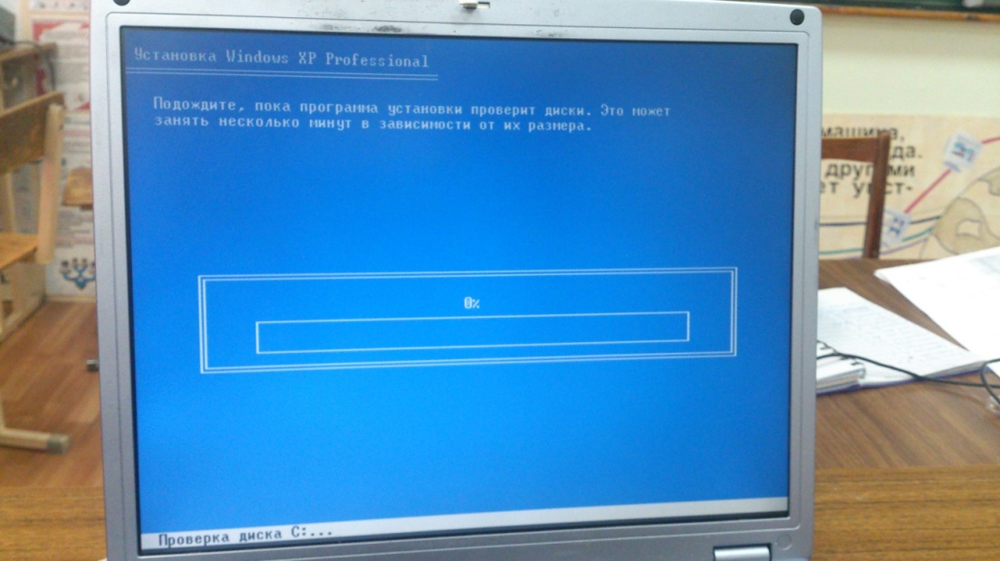 Установка Windows XP Professional
Подождите, пока программа установки проверит диски. Это может
занять несколько минут в зависимости от их размера.
0%
Проверка диска C:...
машина,
да.
другими
ет уст-